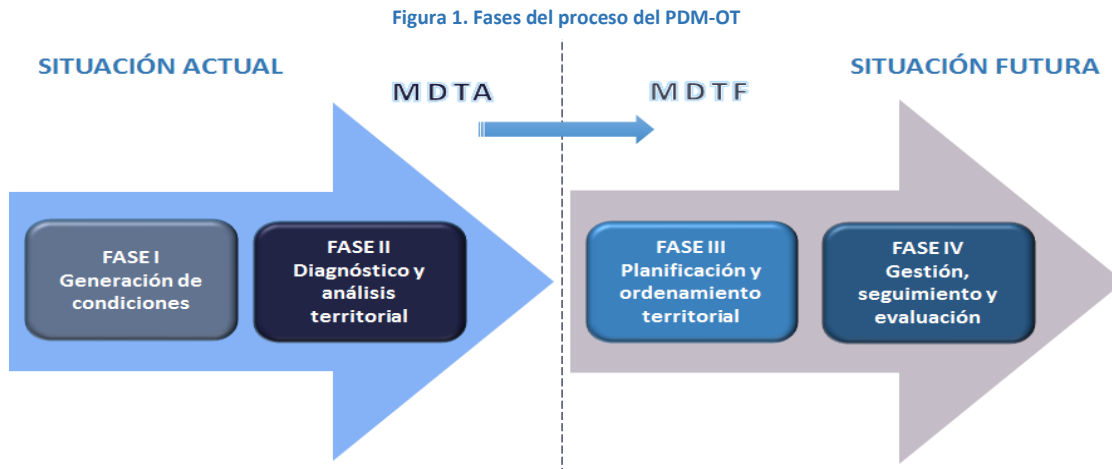 Figura 1. Fases del proceso del PDM-OT
SITUACIÓN ACTUAL
SITUACIÓN FUTURA
MDTA
MDTF
FASE I
Generación de
condiciones
FASE II
Diagnóstico y
análisis
territorial
FASE III
Planificación y
ordenamiento
territorial
FASE IV
Gestión,
seguimiento y
evaluación